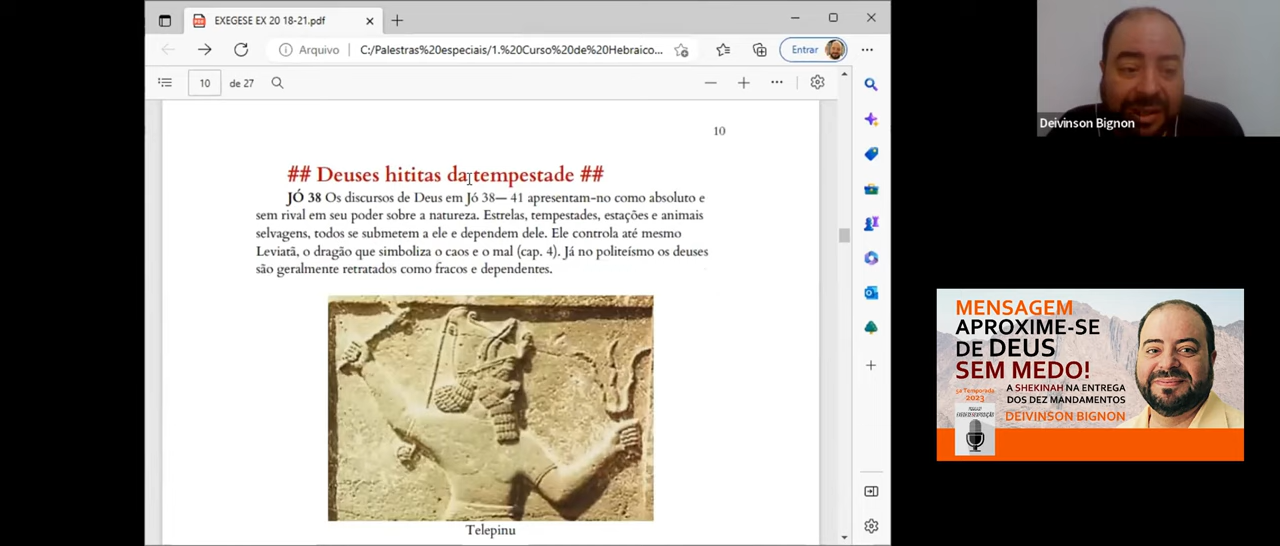 EXEGESE EX 20 18-21.pdf
Arquivo
C:/Palestras%20especiais/1.%20Curso%20de%20Hebraico...
Entrar
10
de 27
10
## Deuses hititas da tempestade ##
JÓ 38 Os discursos de Deus em Jó 38— 41 apresentam-no como absoluto e
sem rival em seu poder sobre a natureza. Estrelas, tempestades, estações e animais
selvagens, todos se submetem a ele e dependem dele. Ele controla até mesmo
Leviatã, o dragão que simboliza o caos e o mal (cap. 4). Já no politeísmo os deuses
são geralmente retratados como fracos e dependentes.
Telepinu
Deivinson Bignon
MENSAGEM
APROXIME-SE
DE DEUS
SEM MEDO!
A SHEKINAH NA ENTREGA
DOS DEZ MANDAMENTOS
DEIVINSON BIGNON
Temporada
2023